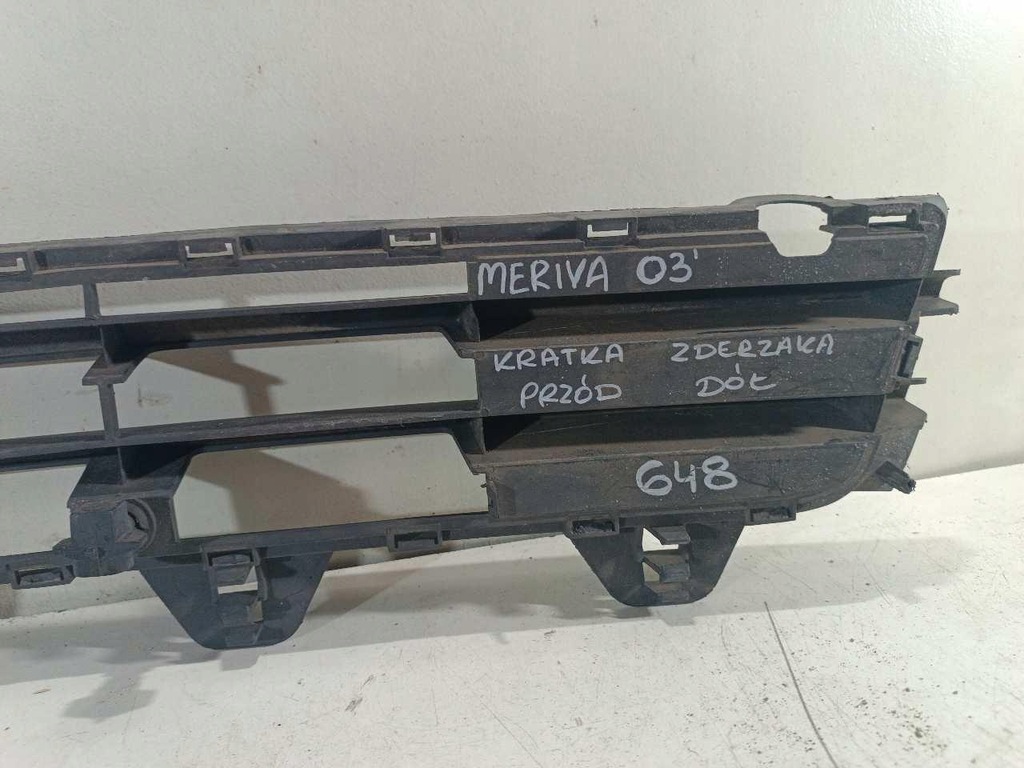 MERIVA 03'
KRATKA ZDERZAKA
PRZÓD DÓŁ
648